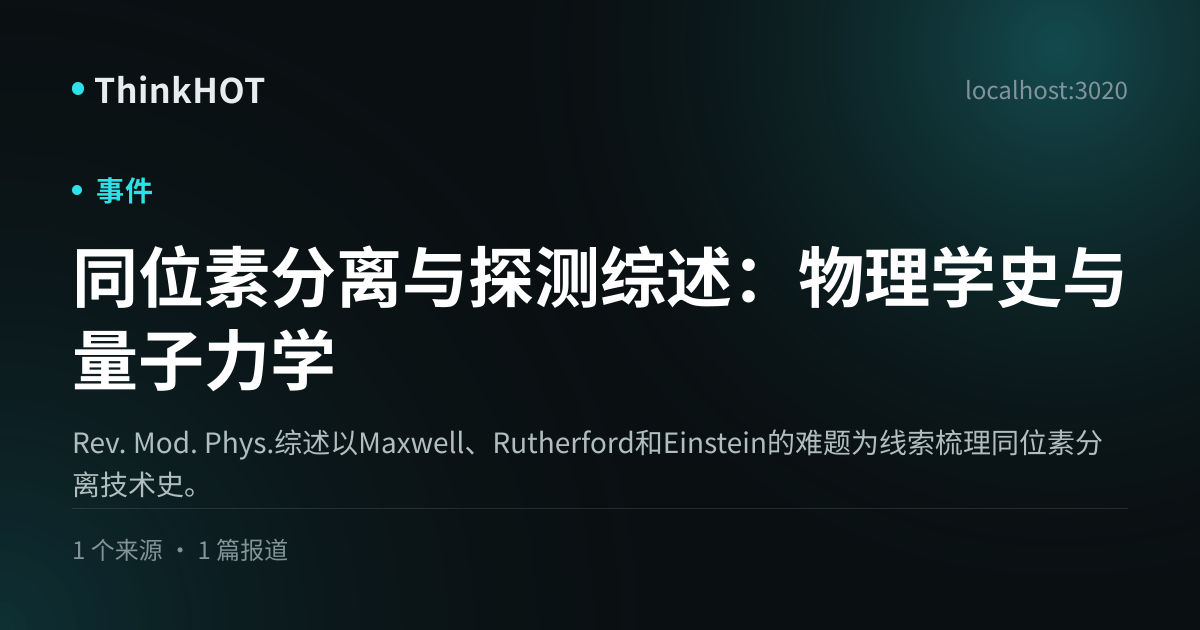 ThinkHOT
localhost:3020
事件
同位素分离与探测综述：物理学史与
量子力学
Rev. Mod. Phys.综述以Maxwell、Rutherford和Einstein的难题为线索梳理同位素分
离技术史。
1 个来源 · 1 篇报道